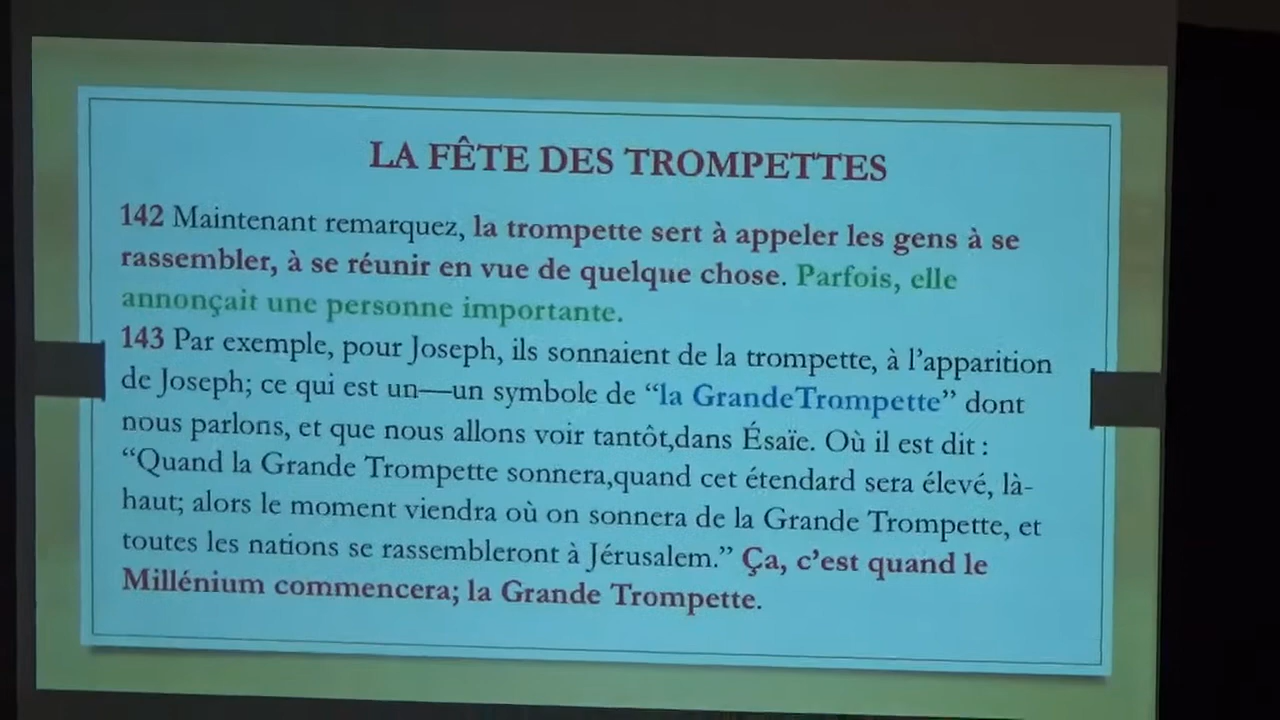 LA FÊTE DES TROMPETTES
142 Maintenant remarquez, la trompette sert à appeler les gens à se
rassembler, à se réunir en vue de quelque chose. Parfois, elle
annonçait une personne importante.
143 Par exemple, pour Joseph, ils sonnaient de la trompette, à l’apparition
de Joseph; ce qui est un—un symbole de “la GrandeTrompette” dont
nous parlons, et que nous allons voir tantôt,dans Ésaïe. Où il est dit :
“Quand la Grande Trompette sonnera,quand cet étendard sera élevé, là-
haut; alors le moment viendra où on sonnera de la Grande Trompette, et
toutes les nations se rassembleront à Jérusalem.” Ça, c’est quand le
Millénium commencera; la Grande Trompette.